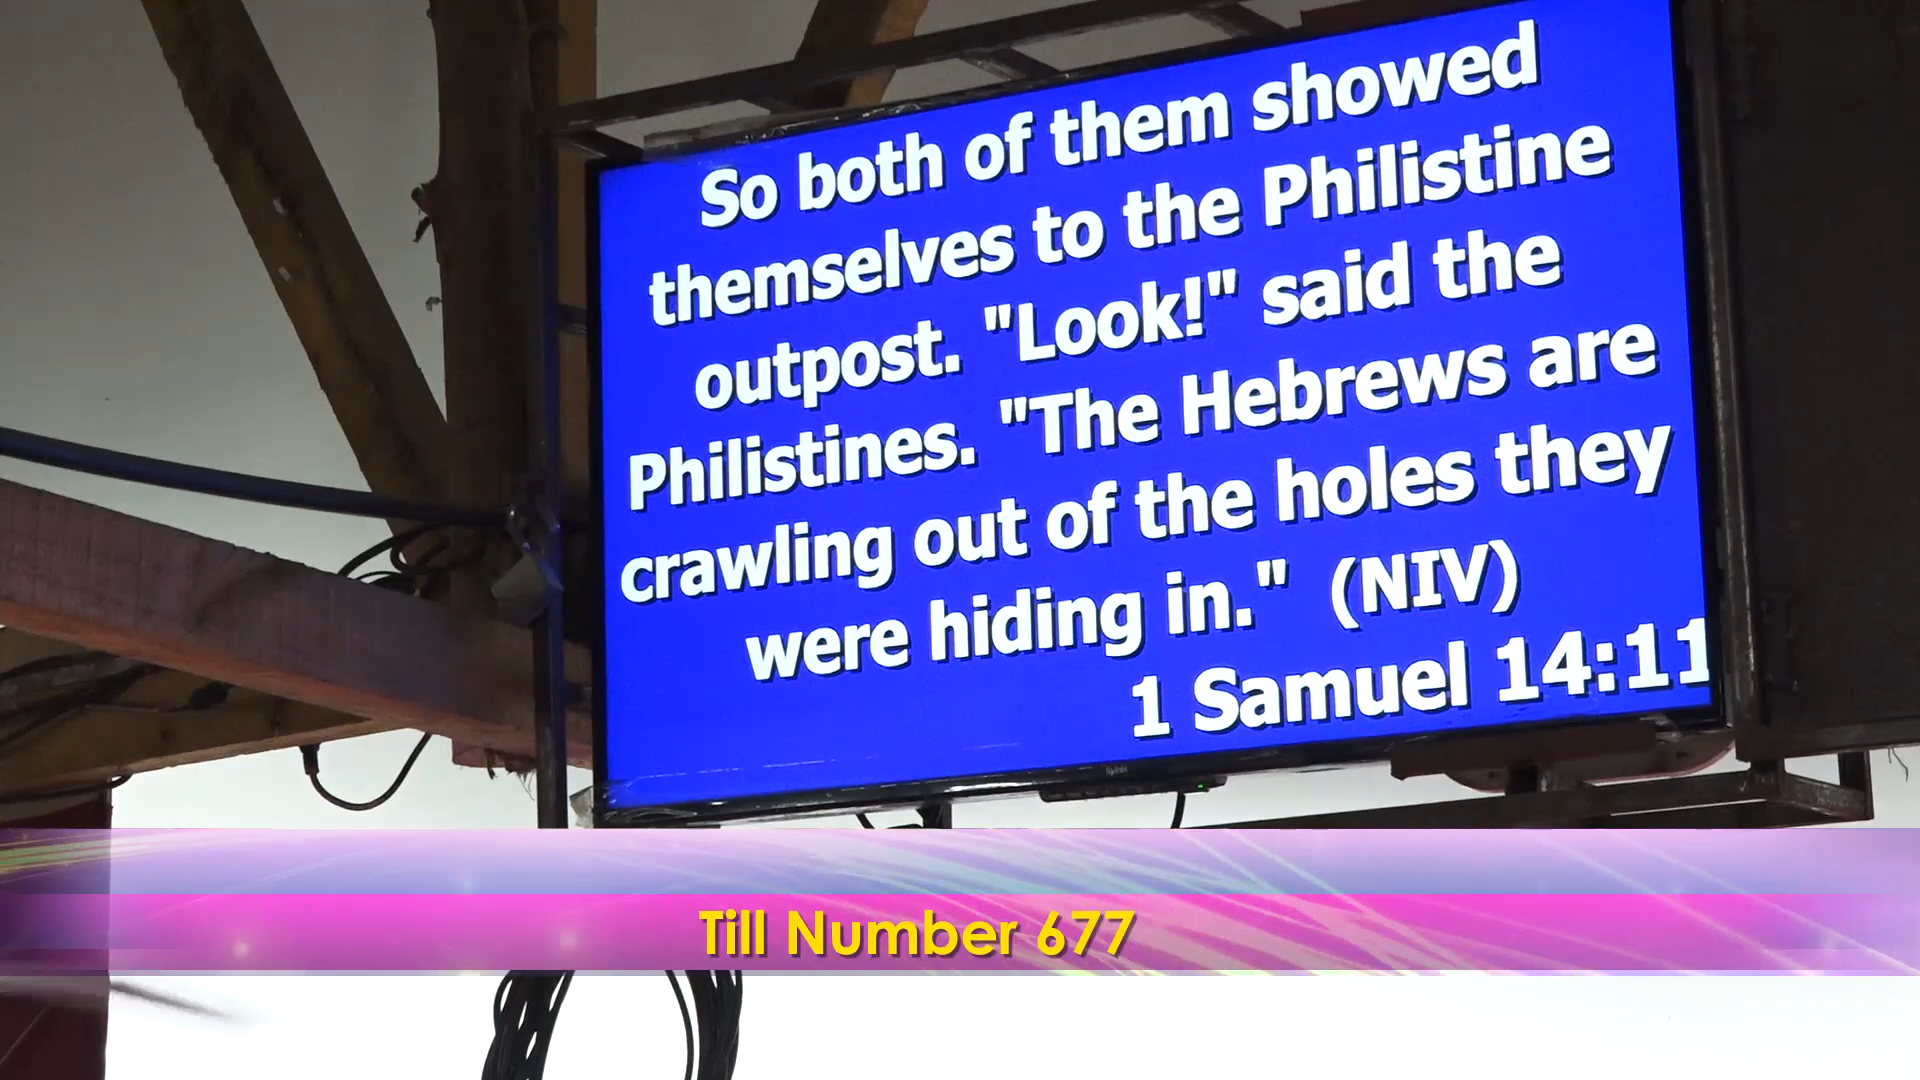 So both of them showed
themselves to the Philistine
outpost. "Look!" said the
Philistines. "The Hebrews are
crawling out of the holes they
were hiding in." (NIV)
1 Samuel 14:11
Till Number 677